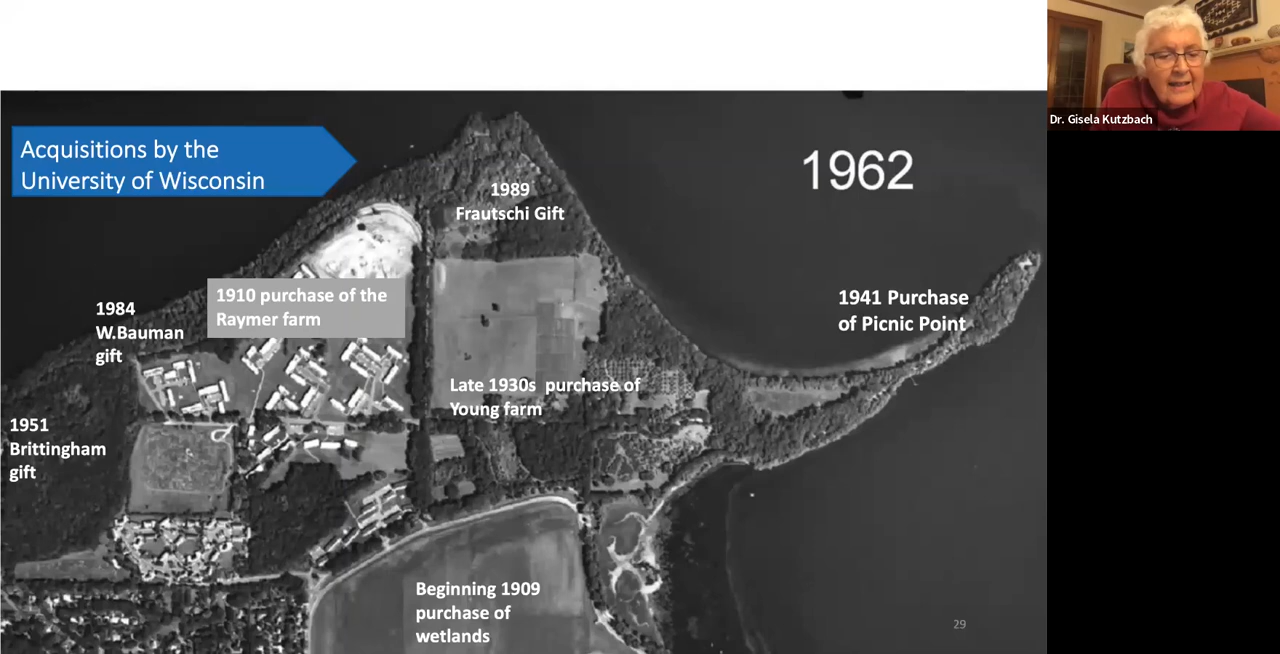 Acquisitions by the
University of Wisconsin
1962
1989
Frautschi Gift
1910 purchase of the
Raymer farm
1984
W.Bauman
gift
1941 Purchase
of Picnic Point
Late 1930s purchase of
Young farm
1951
Brittingham
gift
Beginning 1909
purchase of
wetlands
29
Dr. Gisela Kutzbach